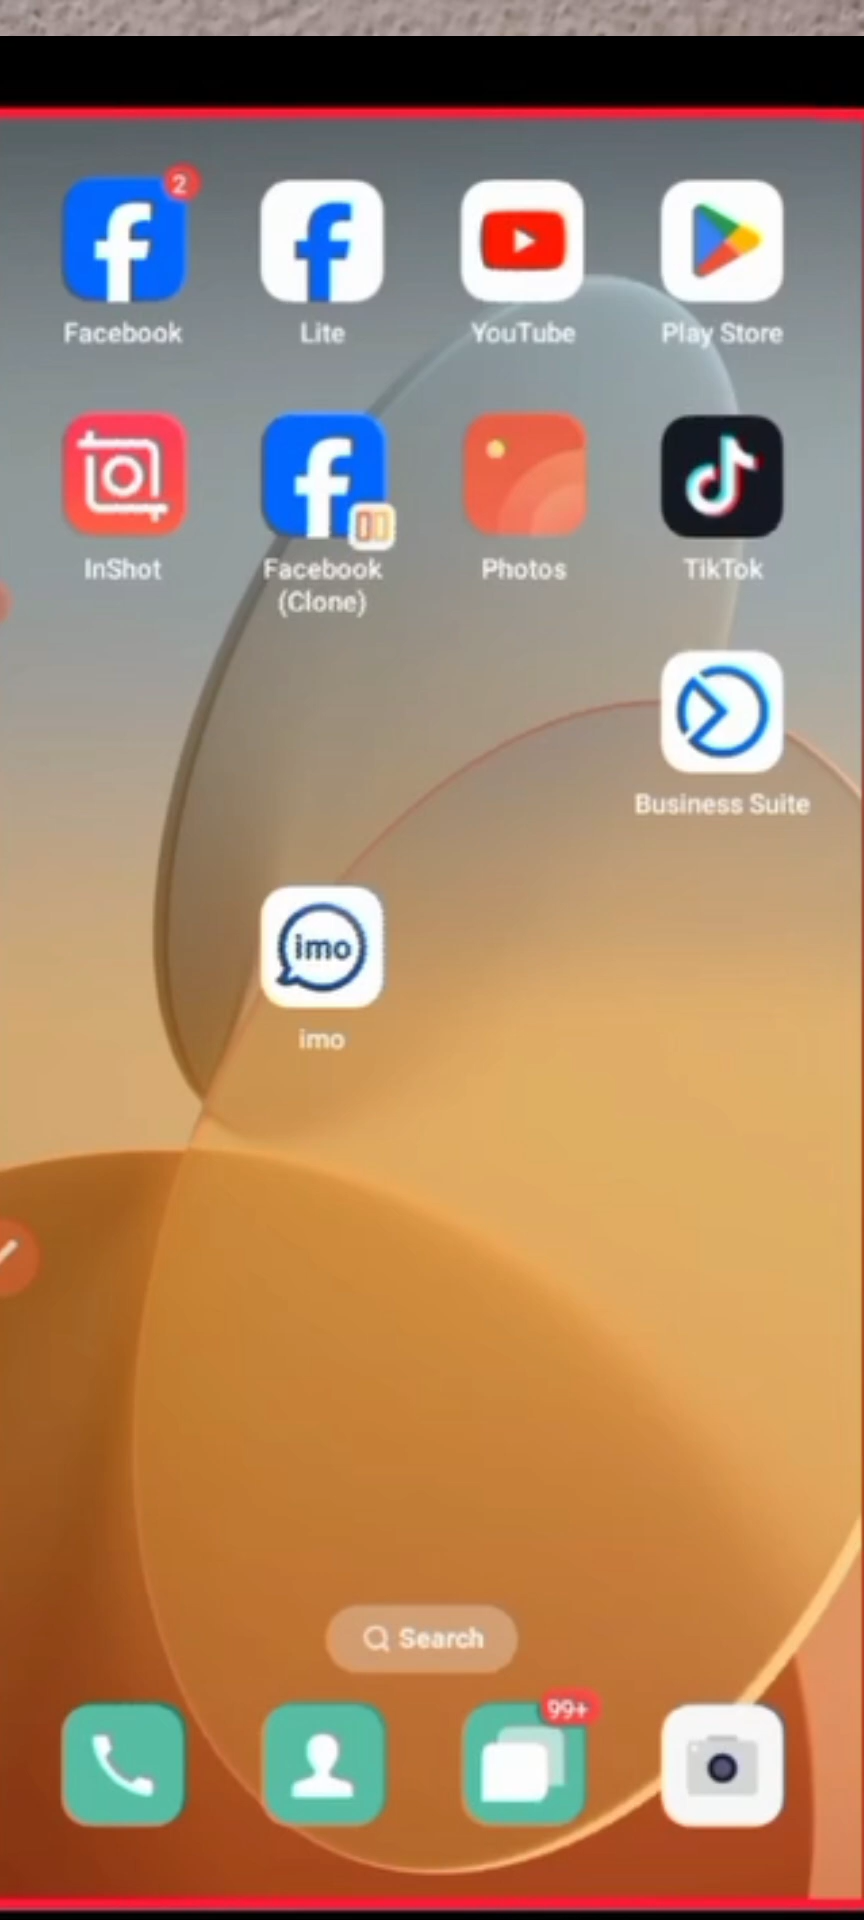 2
Facebook
Lite
YouTube
Play Store
InShot
Facebook
(Clone)
Photos
TikTok
Business Suite
imo
imo
Search
99+